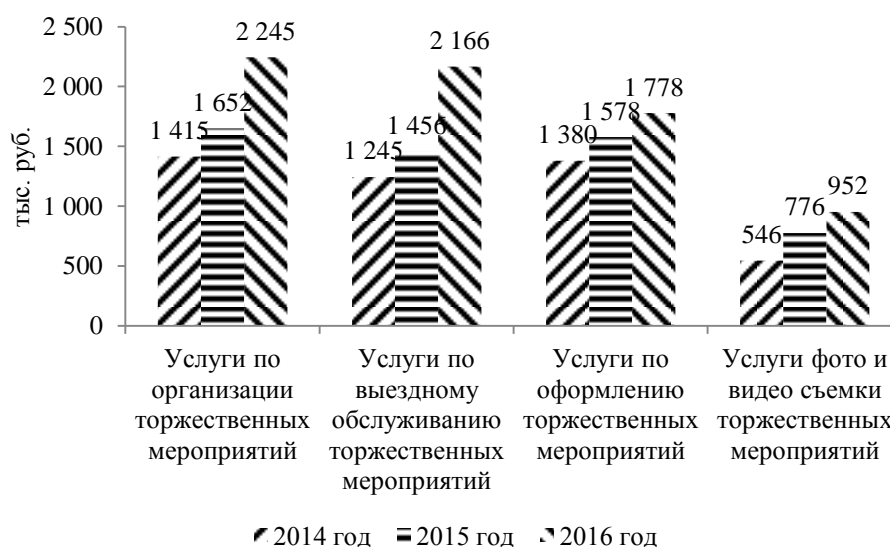 тыс. руб.
2 500
2 000
1 500
1 000
500
0
1 415
1 652
2 245
1 245
1 456
2 166
1 380
1 578
1 778
546
776
952
Услуги по
организации
торжественных
мероприятий
Услуги по
выездному
обслуживанию
торжественных
мероприятий
Услуги по
оформлению
торжественных
мероприятий
Услуги фото и
видео съемки
торжественных
мероприятий
2014 год
2015 год
2016 год